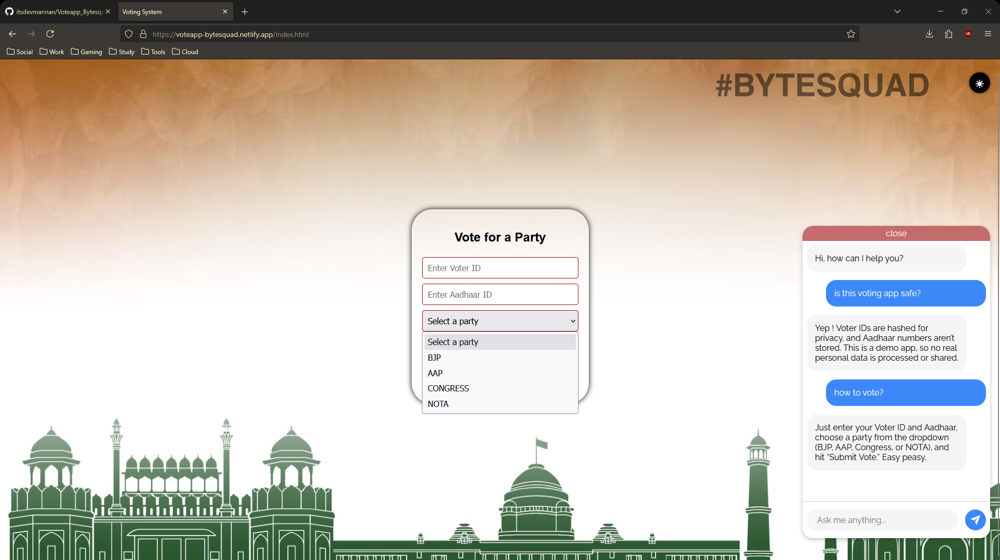 itsdevmannan/Voteapp_Bytesqu
Voting System
https://voteapp-bytesquad.netlify.app/index.html
Social
Work
Gaming
Study
Tools
Cloud
#BYTESQUAD
Vote for a Party
Enter Voter ID
Enter Aadhaar ID
Select a party
Select a party
BJP
AAP
CONGRESS
NOTA
close
Hi, how can I help you?
is this voting app safe?
Yep ! Voter IDs are hashed for
privacy, and Aadhaar numbers aren't
stored. This is a demo app, so no real
personal data is processed or shared.
how to vote?
Just enter your Voter ID and Aadhaar,
choose a party from the dropdown
(BJP, AAP, Congress, or NOTA), and
hit “Submit Vote.” Easy peasy.
Ask me anything...